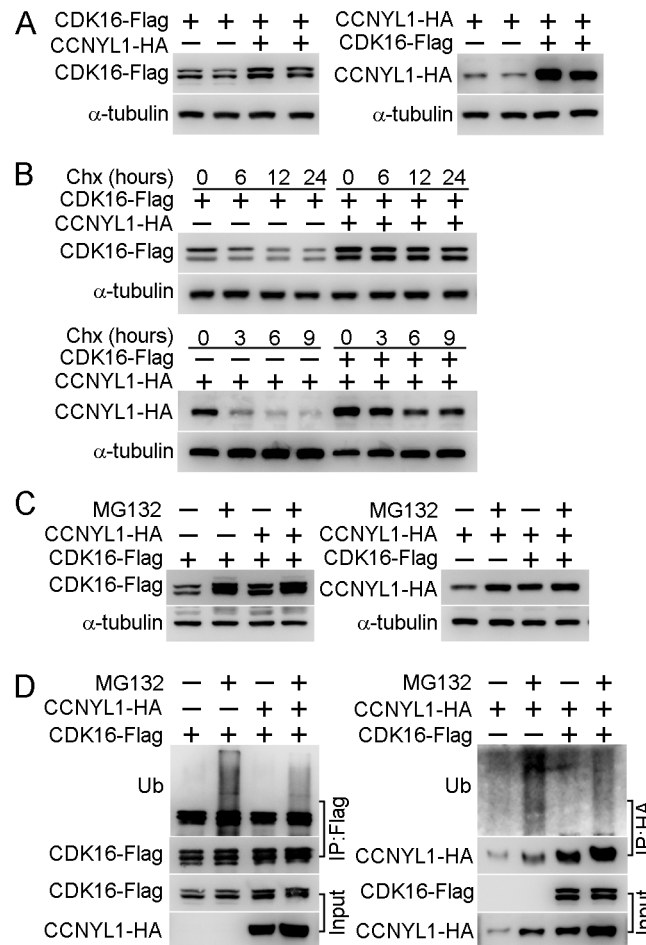 A
CDK16-Flag + + + +
CCNYL1-HA — — + +
CDK16-Flag
α-tubulin
CCNYL1-HA + + + +
CDK16-Flag — — + +
CCNYL1-HA
α-tubulin
B
Chx (hours) 0 6 12 24 0 6 12 24
CDK16-Flag + + + + + + + +
CCNYL1-HA — — — — + + + +
CDK16-Flag
α-tubulin
Chx (hours) 0 3 6 9 0 3 6 9
CDK16-Flag — — — — + + + +
CCNYL1-HA + + + + + + + +
CCNYL1-HA
α-tubulin
C
MG132 — + — +
CCNYL1-HA — — + +
CDK16-Flag + + + +
CDK16-Flag
α-tubulin
MG132 — + — +
CCNYL1-HA + + + +
CDK16-Flag — — + +
CCNYL1-HA
α-tubulin
D
MG132 — + — +
CCNYL1-HA — — + +
CDK16-Flag + + + +
Ub
CDK16-Flag
IP:Flag
CDK16-Flag
CCNYL1-HA
Input
MG132 — + — +
CCNYL1-HA + + + +
CDK16-Flag — — + +
Ub
CCNYL1-HA
IP:HA
CDK16-Flag
CCNYL1-HA
Input